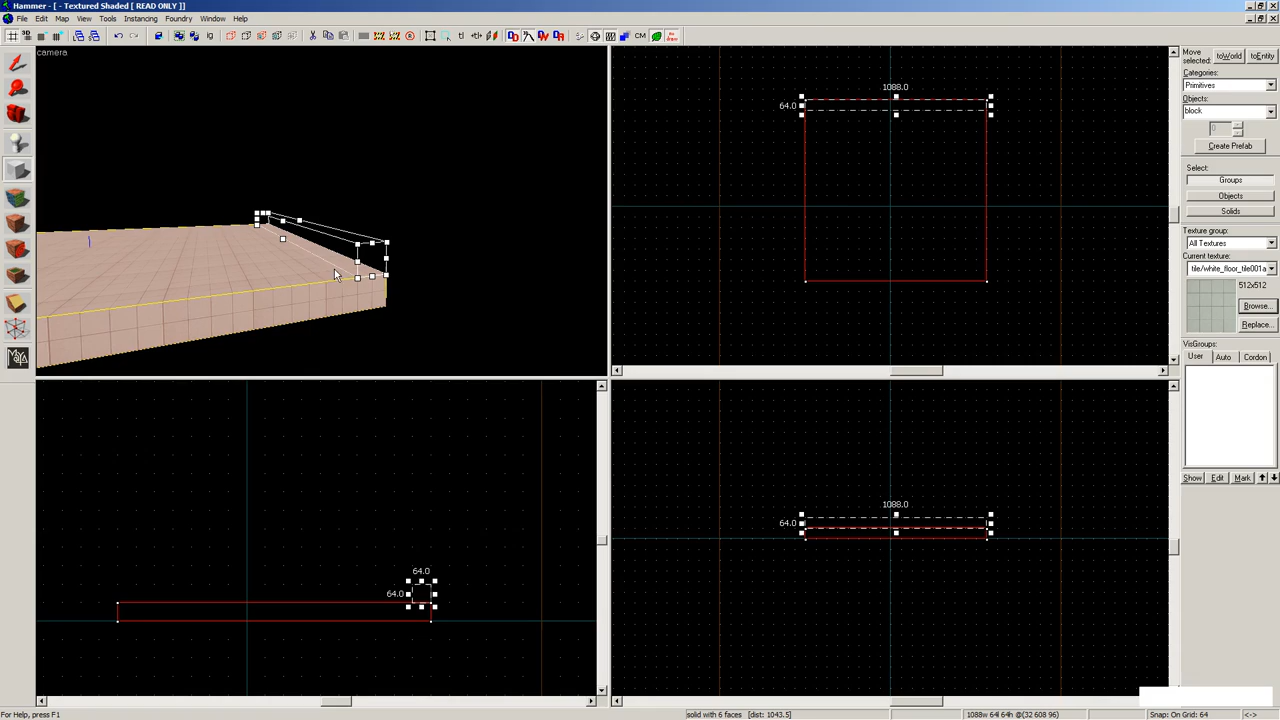 Hammer - [ - Textured Shaded [ READ ONLY ]]
File Edit Map View Tools Instancing Foundry Window Help
camera
1088.0
64.0
64.0
64.0
1088.0
64.0
Move selected:
toWorld
toEntity
Categories:
Primitives
Objects:
block
0
Create Prefab
Select:
Groups
Objects
Solids
Texture group:
All Textures
Current texture:
tile/white_floor_tile001a
512x512
Browse...
Replace...
VisGroups:
User Auto Cordon
Show Edit Mark
For Help, press F1
solid with 6 faces [dist: 1043.5]
1088w 64l 64h @(32 608 96)
Snap: On Grid: 64
<->